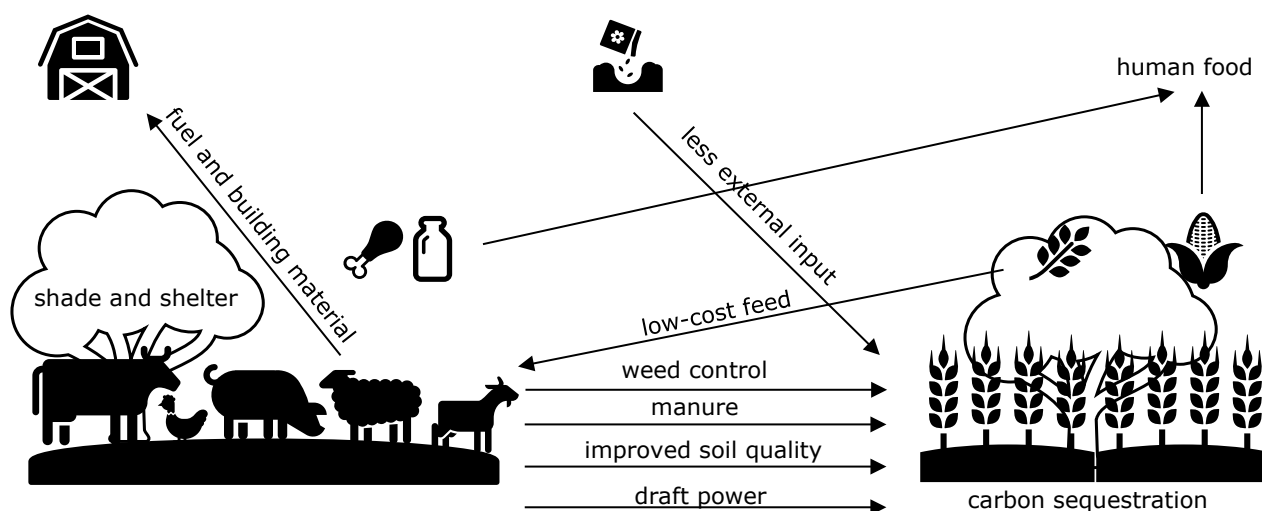 human food
fuel and building material
less external input
shade and shelter
low-cost feed
weed control
manure
improved soil quality
draft power
carbon sequestration